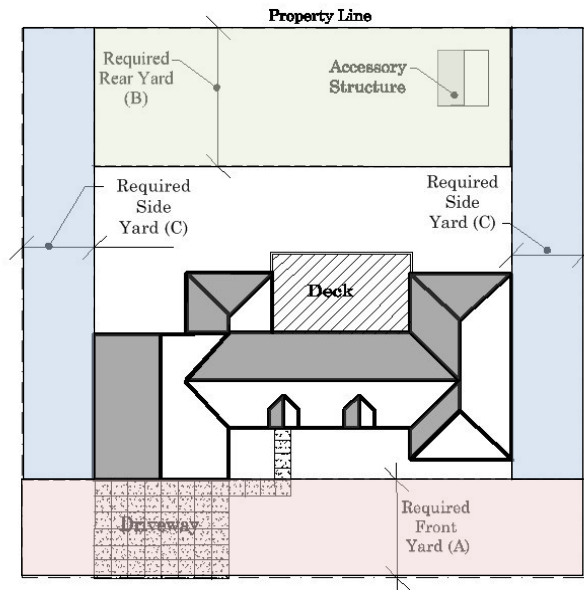 Property Line
Required
Rear Yard
(B)
Accessory
Structure
Required
Side
Yard (C)
Required
Side
Yard (C)
Deck
Driveway
Required
Front
Yard (A)